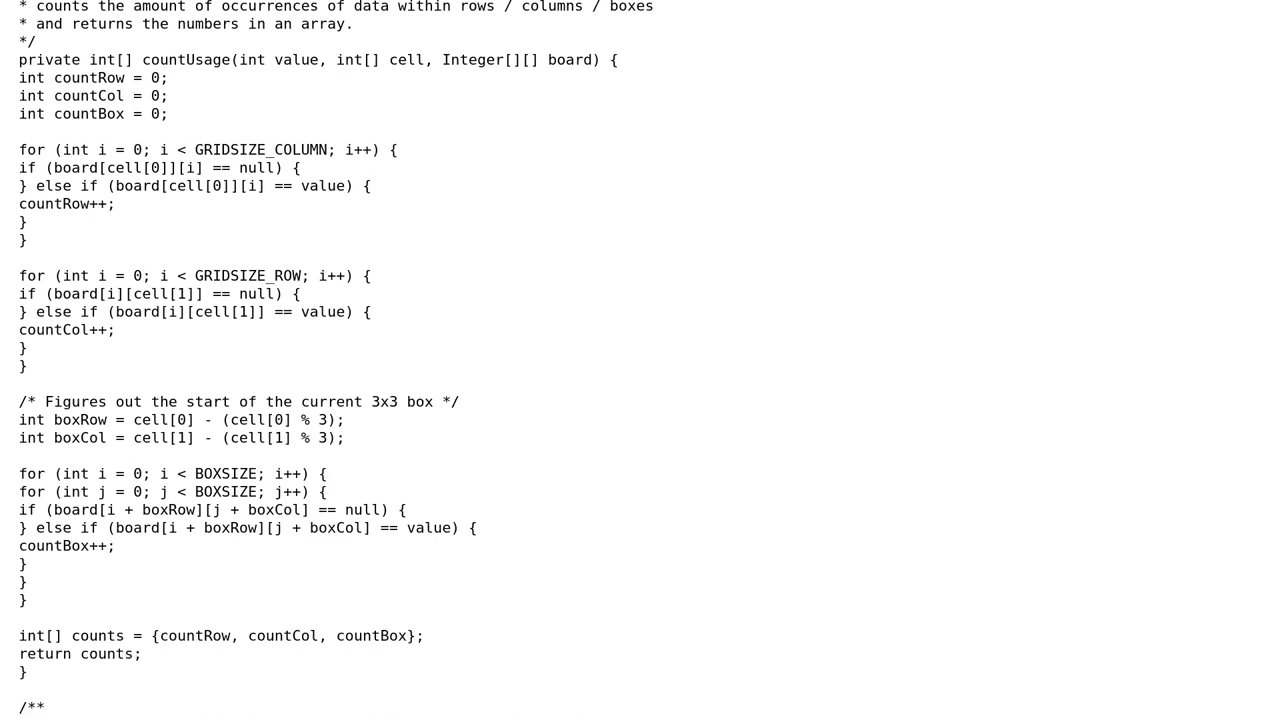 * counts the amount of occurrences of data within rows / columns / boxes
* and returns the numbers in an array.
*/
private int[] countUsage(int value, int[] cell, Integer[][] board) {
int countRow = 0;
int countCol = 0;
int countBox = 0;

for (int i = 0; i < GRIDSIZE_COLUMN; i++) {
if (board[cell[0]][i] == null) {
} else if (board[cell[0]][i] == value) {
countRow++;
}
}

for (int i = 0; i < GRIDSIZE_ROW; i++) {
if (board[i][cell[1]] == null) {
} else if (board[i][cell[1]] == value) {
countCol++;
}
}

/* Figures out the start of the current 3x3 box */
int boxRow = cell[0] - (cell[0] % 3);
int boxCol = cell[1] - (cell[1] % 3);

for (int i = 0; i < BOXSIZE; i++) {
for (int j = 0; j < BOXSIZE; j++) {
if (board[i + boxRow][j + boxCol] == null) {
} else if (board[i + boxRow][j + boxCol] == value) {
countBox++;
}
}
}

int[] counts = {countRow, countCol, countBox};
return counts;
}

/**